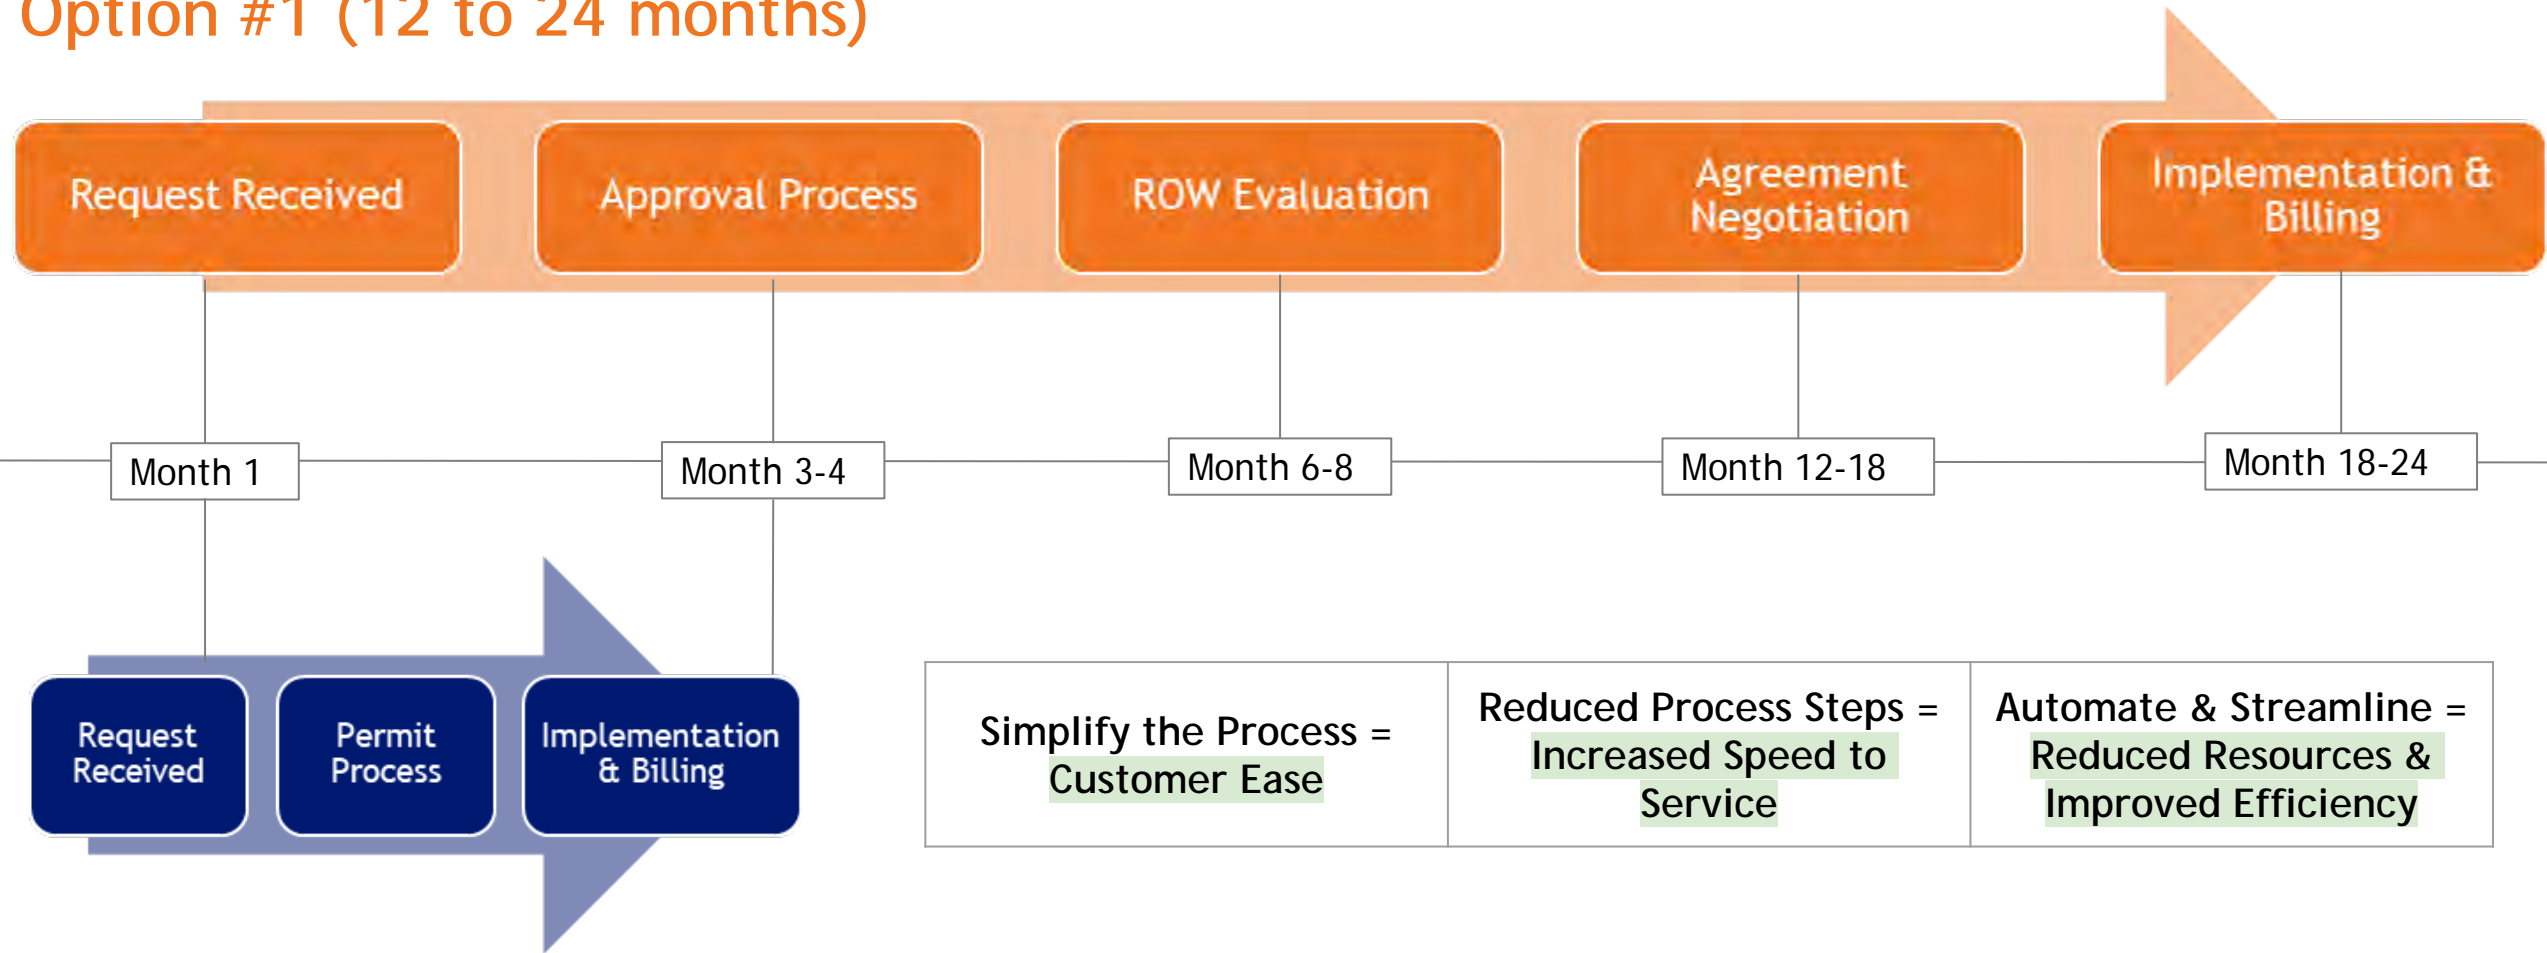 Option #1 (12 to 24 months)
Request Received
Approval Process
ROW Evaluation
Agreement
Negotiation
Implementation &
Billing
Month 1
Month 3-4
Month 6-8
Month 12-18
Month 18-24
Request
Received
Permit
Process
Implementation
& Billing
Simplify the Process =
Customer Ease
Reduced Process Steps =
Increased Speed to
Service
Automate & Streamline =
Reduced Resources &
Improved Efficiency